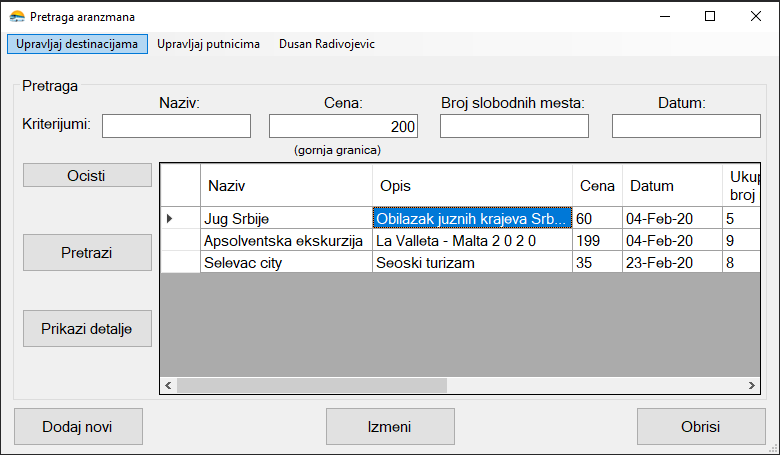 Pretraga aranzmana
Upravljaj destinacijama Upravljaj putnicima Dusan Radivojevic
Pretraga
Naziv: Cena: Broj slobodnih mesta: Datum:
Kriterijumi: 200
(gornja granica)
Ocisti
Pretrazi
Prikazi detalje
Naziv Opis Cena Datum Ukup
broj
Jug Srbije Obilazak juznih krajeva Srb... 60 04-Feb-20 5
Apsolventska ekskurzija La Valleta - Malta 2 0 2 0 199 04-Feb-20 9
Selevac city Seoski turizam 35 23-Feb-20 8
Dodaj novi Izmeni Obrisi